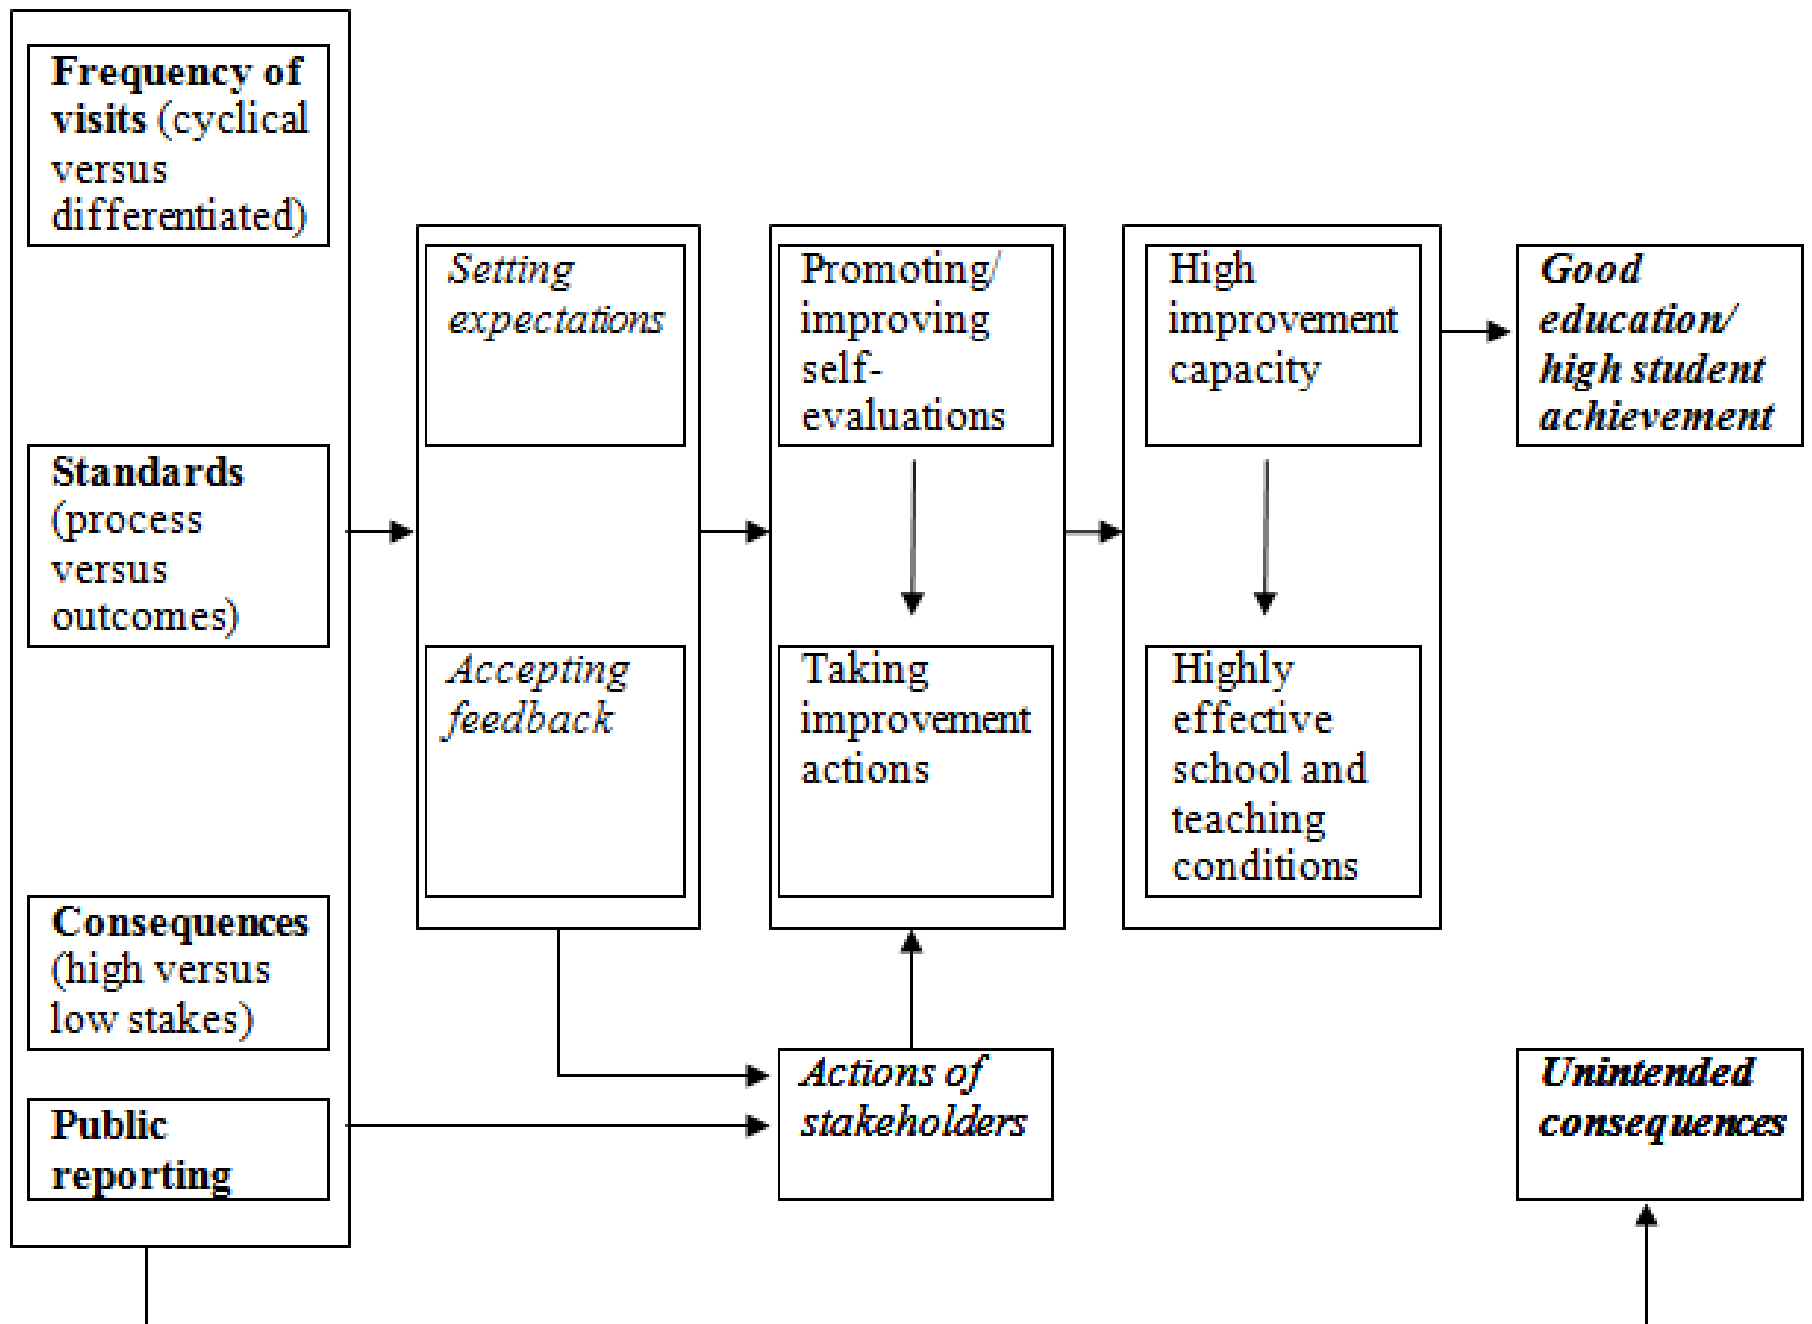 Frequency of
visits (cyclical
versus
differentiated)
Standards
(process
versus
outcomes)
Consequences
(high versus
low stakes)
Public
reporting
Setting
expectations
Accepting
feedback
Promoting/
improving
self-
evaluations
Taking
improvement
actions
Actions of
stakeholders
High
improvement
capacity
Highly
effective
school and
teaching
conditions
Good
education/
high student
achievement
Unintended
consequences